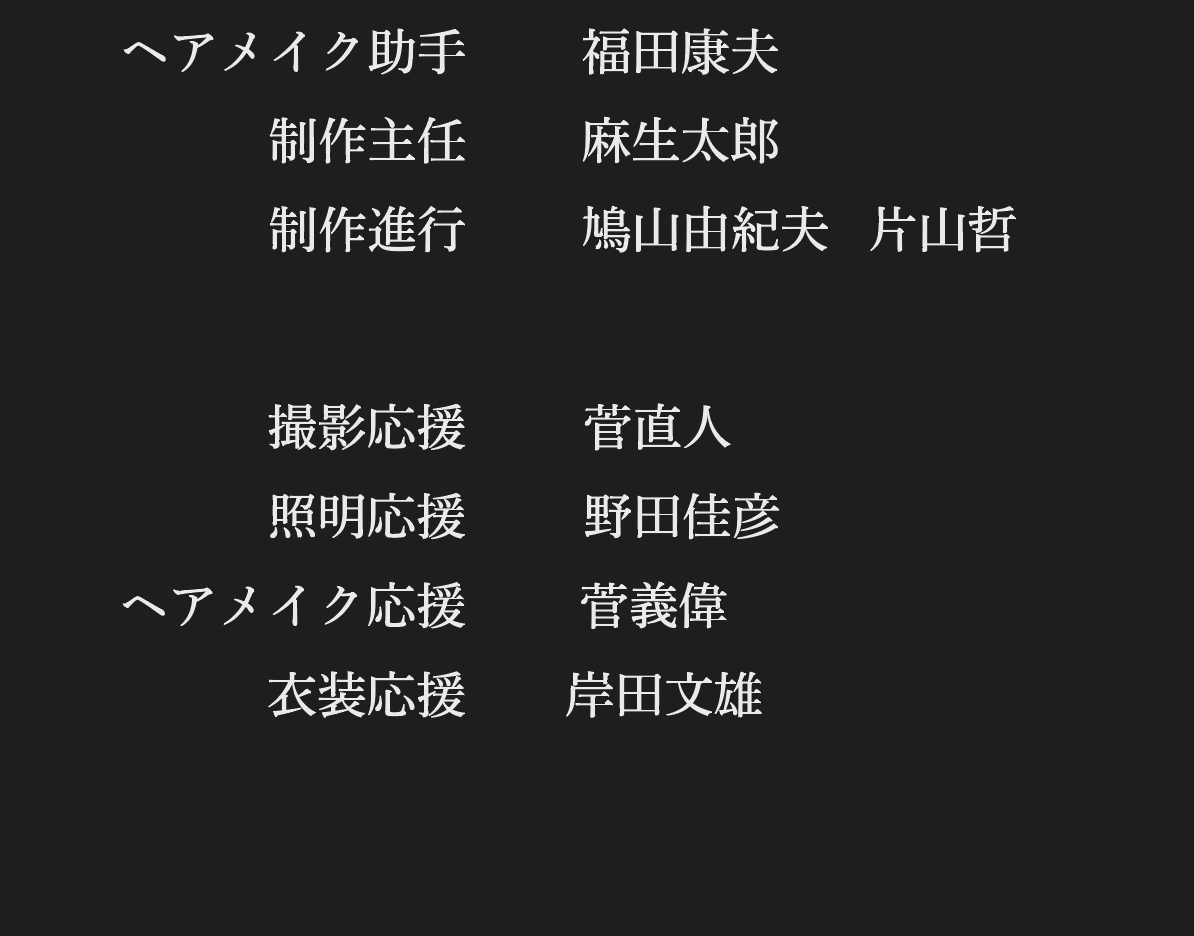 ヘアメイク助手 福田康夫
制作主任 麻生太郎
制作進行 鳩山由紀夫 片山哲
撮影応援 菅直人
照明応援 野田佳彦
ヘアメイク応援 菅義偉
衣装応援 岸田文雄